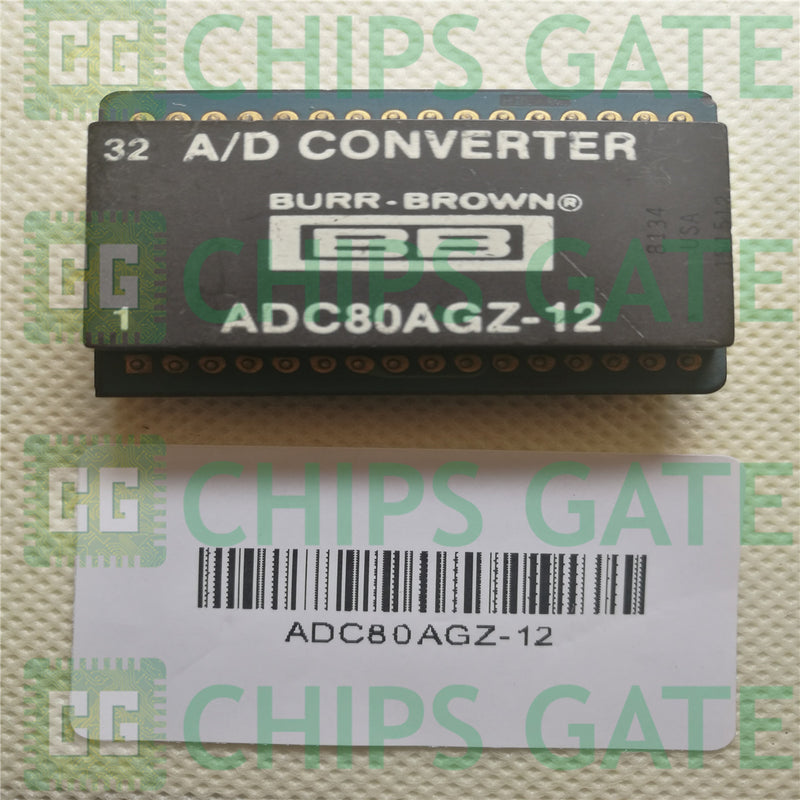 CG CHIPS GATE
32 A/D CONVERTER
BURR-BROWN®
BB
8134
USA
1 ADC80AGZ-12
CG CHIPS GATE
CG CHIPS GATE
ADC80AGZ-12
CG CHIPS GATE